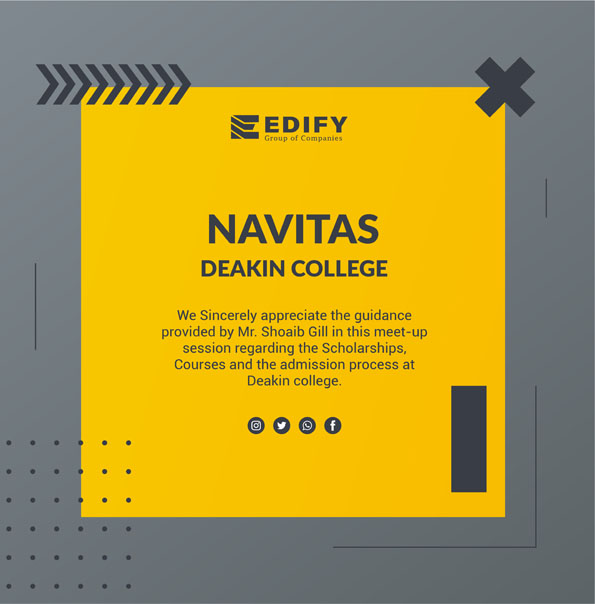 EDIFY
Group of Companies
NAVITAS
DEAKIN COLLEGE
We Sincerely appreciate the guidance
provided by Mr. Shoaib Gill in this meet-up
session regarding the Scholarships,
Courses and the admission process at
Deakin college.